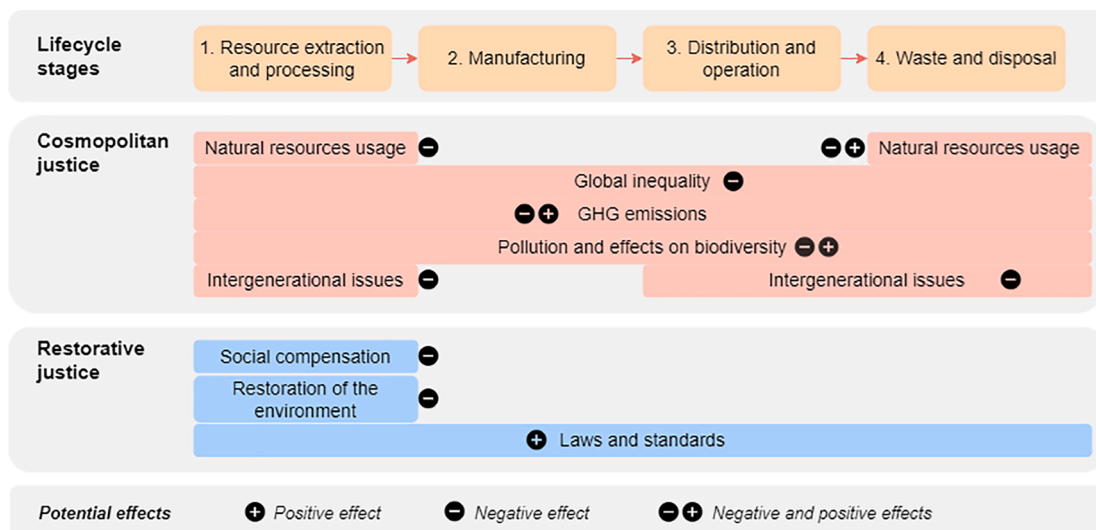 Lifecycle
stages
1. Resource extraction
and processing
2. Manufacturing
3. Distribution and
operation
4. Waste and disposal
Cosmopolitan
justice
Natural resources usage
Natural resources usage
Global inequality
GHG emissions
Pollution and effects on biodiversity
Intergenerational issues
Intergenerational issues
Restorative
justice
Social compensation
Restoration of the
environment
Laws and standards
Potential effects
Positive effect
Negative effect
Negative and positive effects